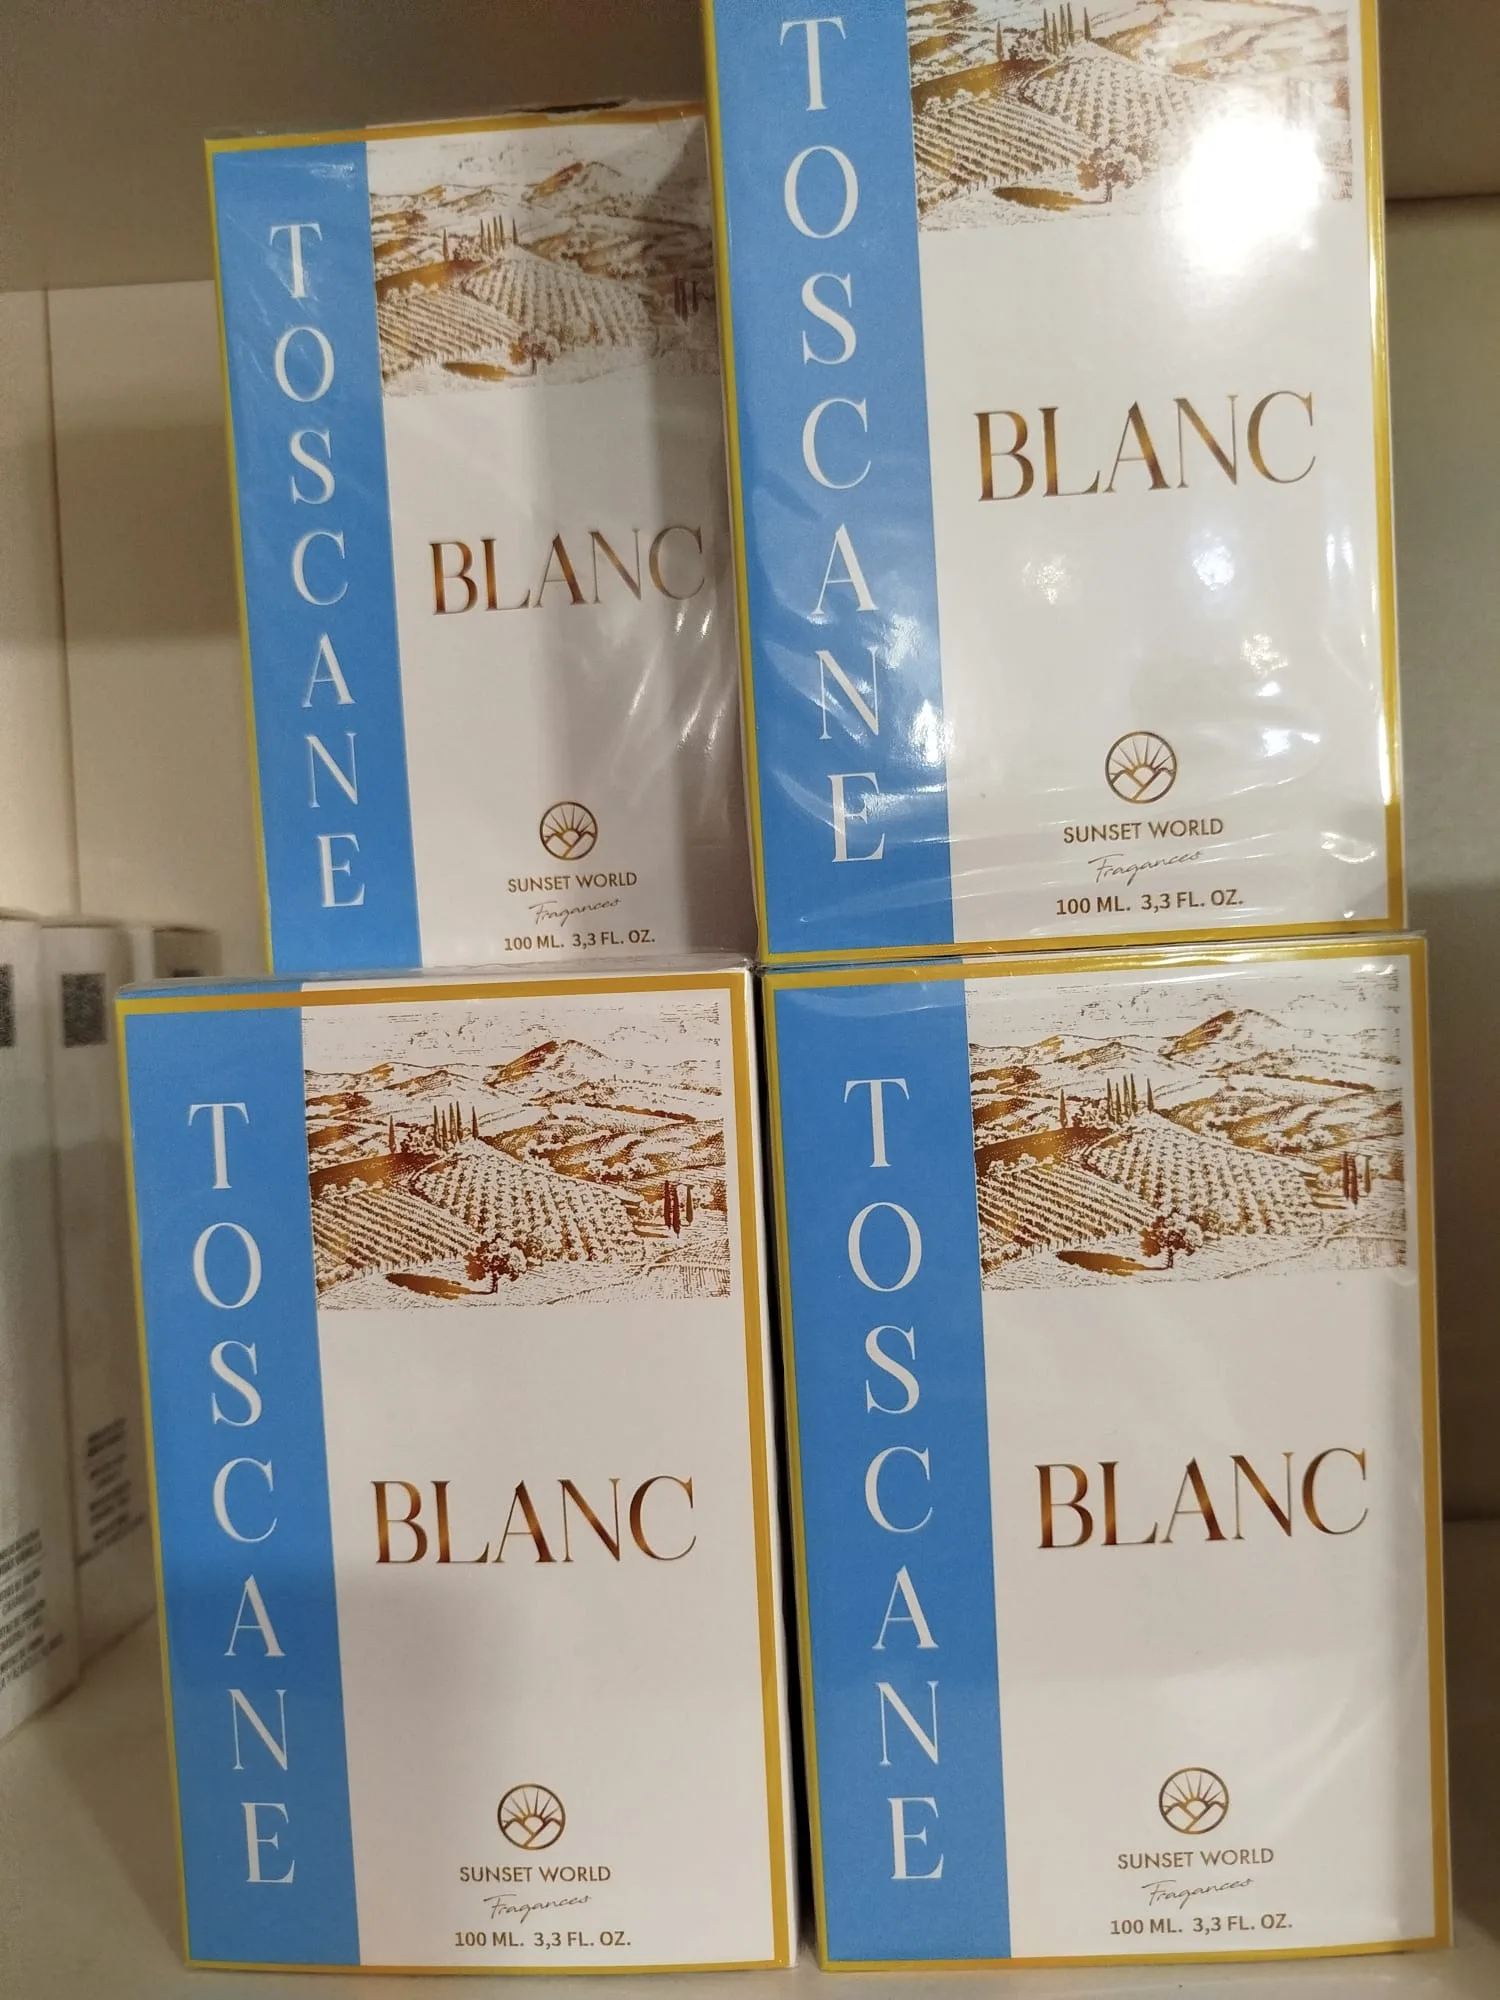 TOSCANE
BLANC
SUNSET WORLD
Fragances
100 ML. 3,3 FL. OZ.
TOSCANE
BLANC
SUNSET WORLD
Fragances
100 ML. 3,3 FL. OZ.
TOSCANE
BLANC
SUNSET WORLD
Fragances
100 ML. 3,3 FL. OZ.
TOSCANE
BLANC
SUNSET WORLD
Fragances
100 ML. 3,3 FL. OZ.